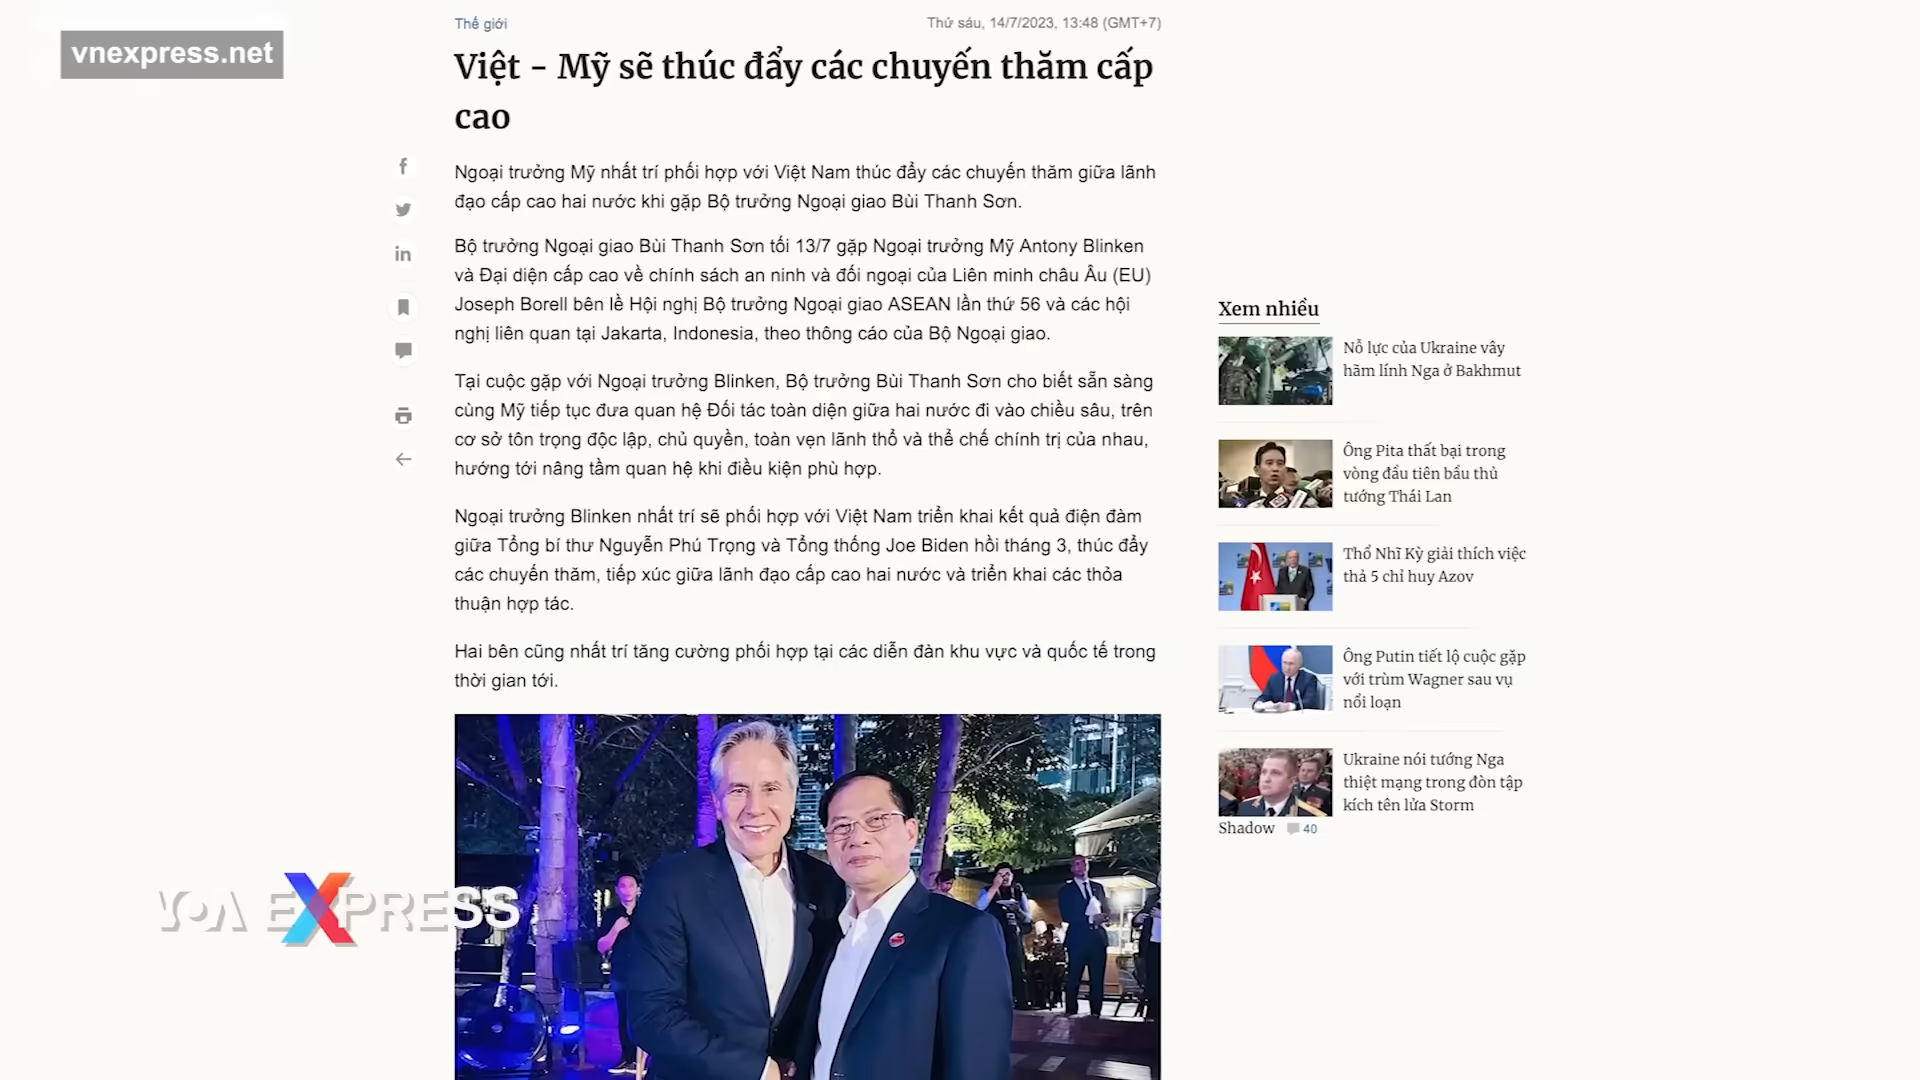 vnexpress.net
Thế giới
Thứ sáu, 14/7/2023, 13:48 (GMT+7)
Việt - Mỹ sẽ thúc đẩy các chuyến thăm cấp
cao
Ngoại trưởng Mỹ nhất trí phối hợp với Việt Nam thúc đẩy các chuyến thăm giữa lãnh
đạo cấp cao hai nước khi gặp Bộ trưởng Ngoại giao Bùi Thanh Sơn.
Bộ trưởng Ngoại giao Bùi Thanh Sơn tối 13/7 gặp Ngoại trưởng Mỹ Antony Blinken
và Đại diện cấp cao về chính sách an ninh và đối ngoại của Liên minh châu Âu (EU)
Joseph Borell bên lề Hội nghị Bộ trưởng Ngoại giao ASEAN lần thứ 56 và các hội
nghị liên quan tại Jakarta, Indonesia, theo thông cáo của Bộ Ngoại giao.
Tại cuộc gặp với Ngoại trưởng Blinken, Bộ trưởng Bùi Thanh Sơn cho biết sẵn sàng
cùng Mỹ tiếp tục đưa quan hệ Đối tác toàn diện giữa hai nước đi vào chiều sâu, trên
cơ sở tôn trọng độc lập, chủ quyền, toàn vẹn lãnh thổ và thể chế chính trị của nhau,
hướng tới nâng tầm quan hệ khi điều kiện phù hợp.
Ngoại trưởng Blinken nhất trí sẽ phối hợp với Việt Nam triển khai kết quả điện đàm
giữa Tổng bí thư Nguyễn Phú Trọng và Tổng thống Joe Biden hồi tháng 3, thúc đẩy
các chuyến thăm, tiếp xúc giữa lãnh đạo cấp cao hai nước và triển khai các thỏa
thuận hợp tác.
Hai bên cũng nhất trí tăng cường phối hợp tại các diễn đàn khu vực và quốc tế trong
thời gian tới.
Xem nhiều
Nỗ lực của Ukraine vây
hãm lính Nga ở Bakhmut
Ông Pita thất bại trong
vòng đầu tiên bầu thủ
tướng Thái Lan
Thổ Nhĩ Kỳ giải thích việc
thả 5 chỉ huy Azov
Ông Putin tiết lộ cuộc gặp
với trùm Wagner sau vụ
nổi loạn
Ukraine nói tướng Nga
thiệt mạng trong đòn tập
kích tên lửa Storm
Shadow 40
VOA EXPRESS